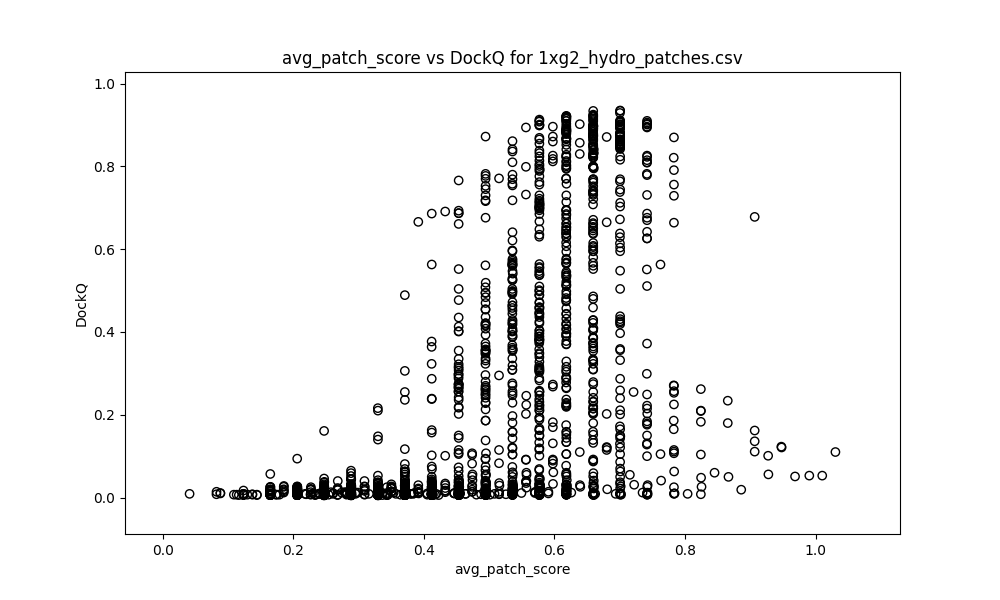 avg_patch_score vs DockQ for 1xg2_hydro_patches.csv
1.0
0.8
0.6
0.4
0.2
0.0
DockQ
0.0 0.2 0.4 0.6 0.8 1.0
avg_patch_score